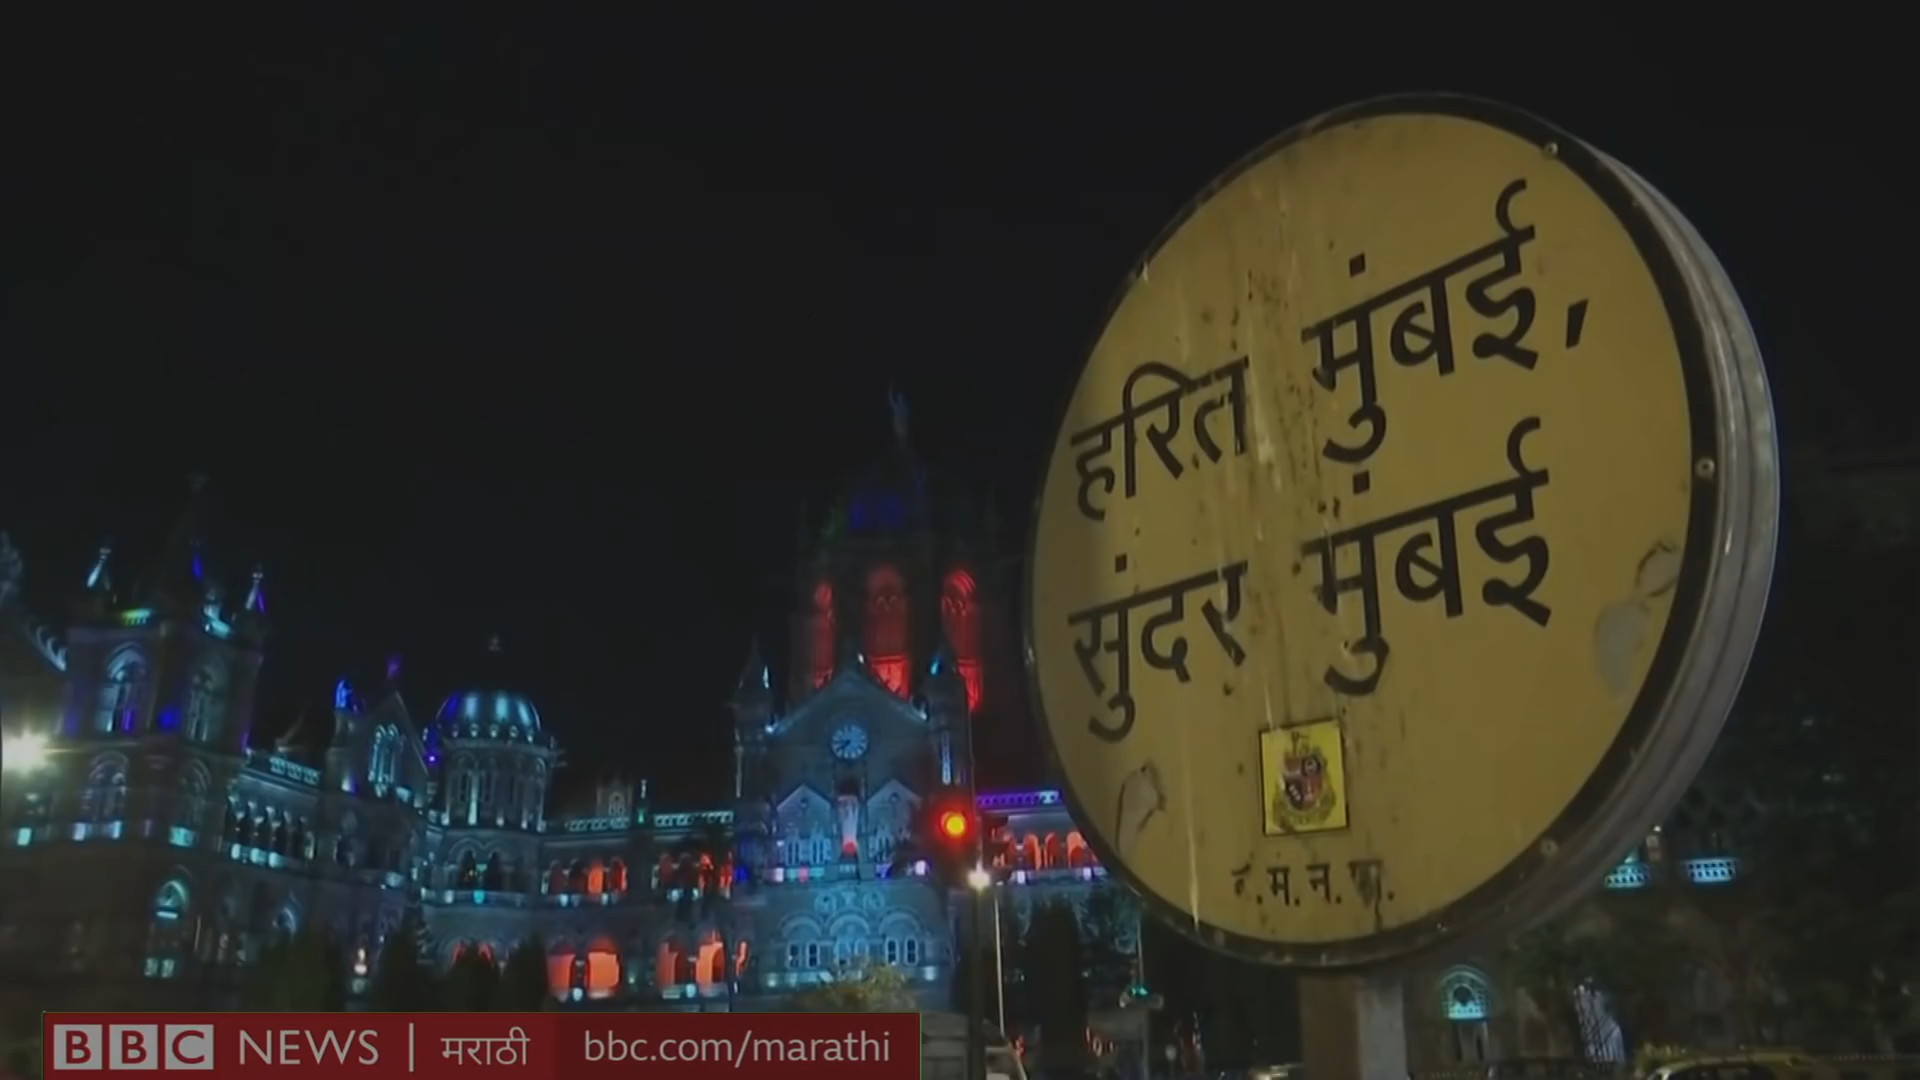 हरित मुंबई,
सुंदर मुंबई
.म.न.पा.
BBC NEWS | मराठी bbc.com/marathi